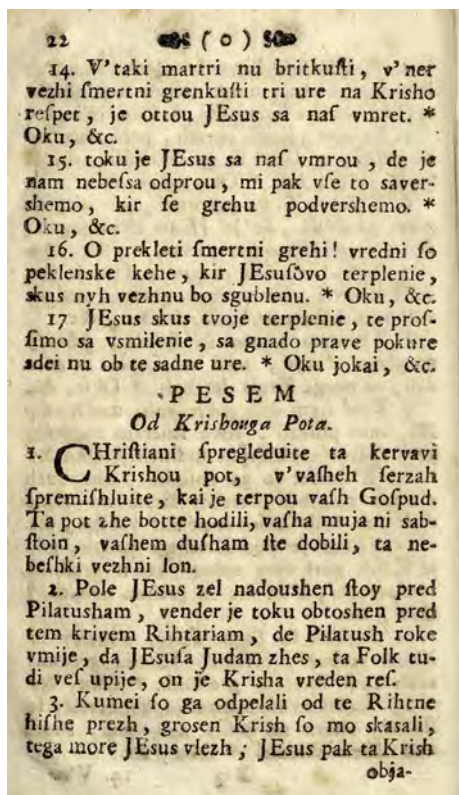 22 ( o )
14. V'taki martri nu britkuſti, v'ner
vezhi ſmertni grenkuſti tri ure na Krisho
reſpet, je ottou JEsus sa naſ vmret. *
Oku, &c.
15. toku je JEsus sa naſ vmrou, de je
nam nebeſsa odprou, mi pak vſe to saver-
shemo, kir ſe grehu podvershemo. *
Oku, &c.
16. O prekleti ſmertni grehi! vredni ſo
peklenske kehe, kir JEsuſovo terplenie,
skus nyh vezhnu bo sgublenu. * Oku, &c.
17 JEsus skus tvoje terplenie, te proſ-
ſimo sa vsmilenie, sa gnado prave pokure
sdei nu ob te sadne ure. * Oku jokai, &c.
PESEM
Od Krishouga Pota.
1. CHriſtiani ſpregleduite ta kervavi
Krishou pot, v'vaſheh ſerzah
ſpremiſhluite, kai je terpou vaſh Goſpud.
Ta pot zhe botte hodili, vaſha muja ni sab-
ſtoin, vaſhem duſham ſte dobili, ta ne-
beſhki vezhni lon.
2. Pole JEsus zel nadoushen ſtoy pred
Pilatusham, vender je toku obtoshen pred
tem krivem Rihtariam, de Pilatush roke
vmije, da JEsuſa Judam zhes, ta Folk tu-
di veſ upije, on je Krisha vreden reſ.
3. Kumei ſo ga odpelali od te Rihtne
hiſhe prezh, grosen Krish ſo mo skasali,
tega more JEsus vlezh; JEsus pak ta Krish
obja-